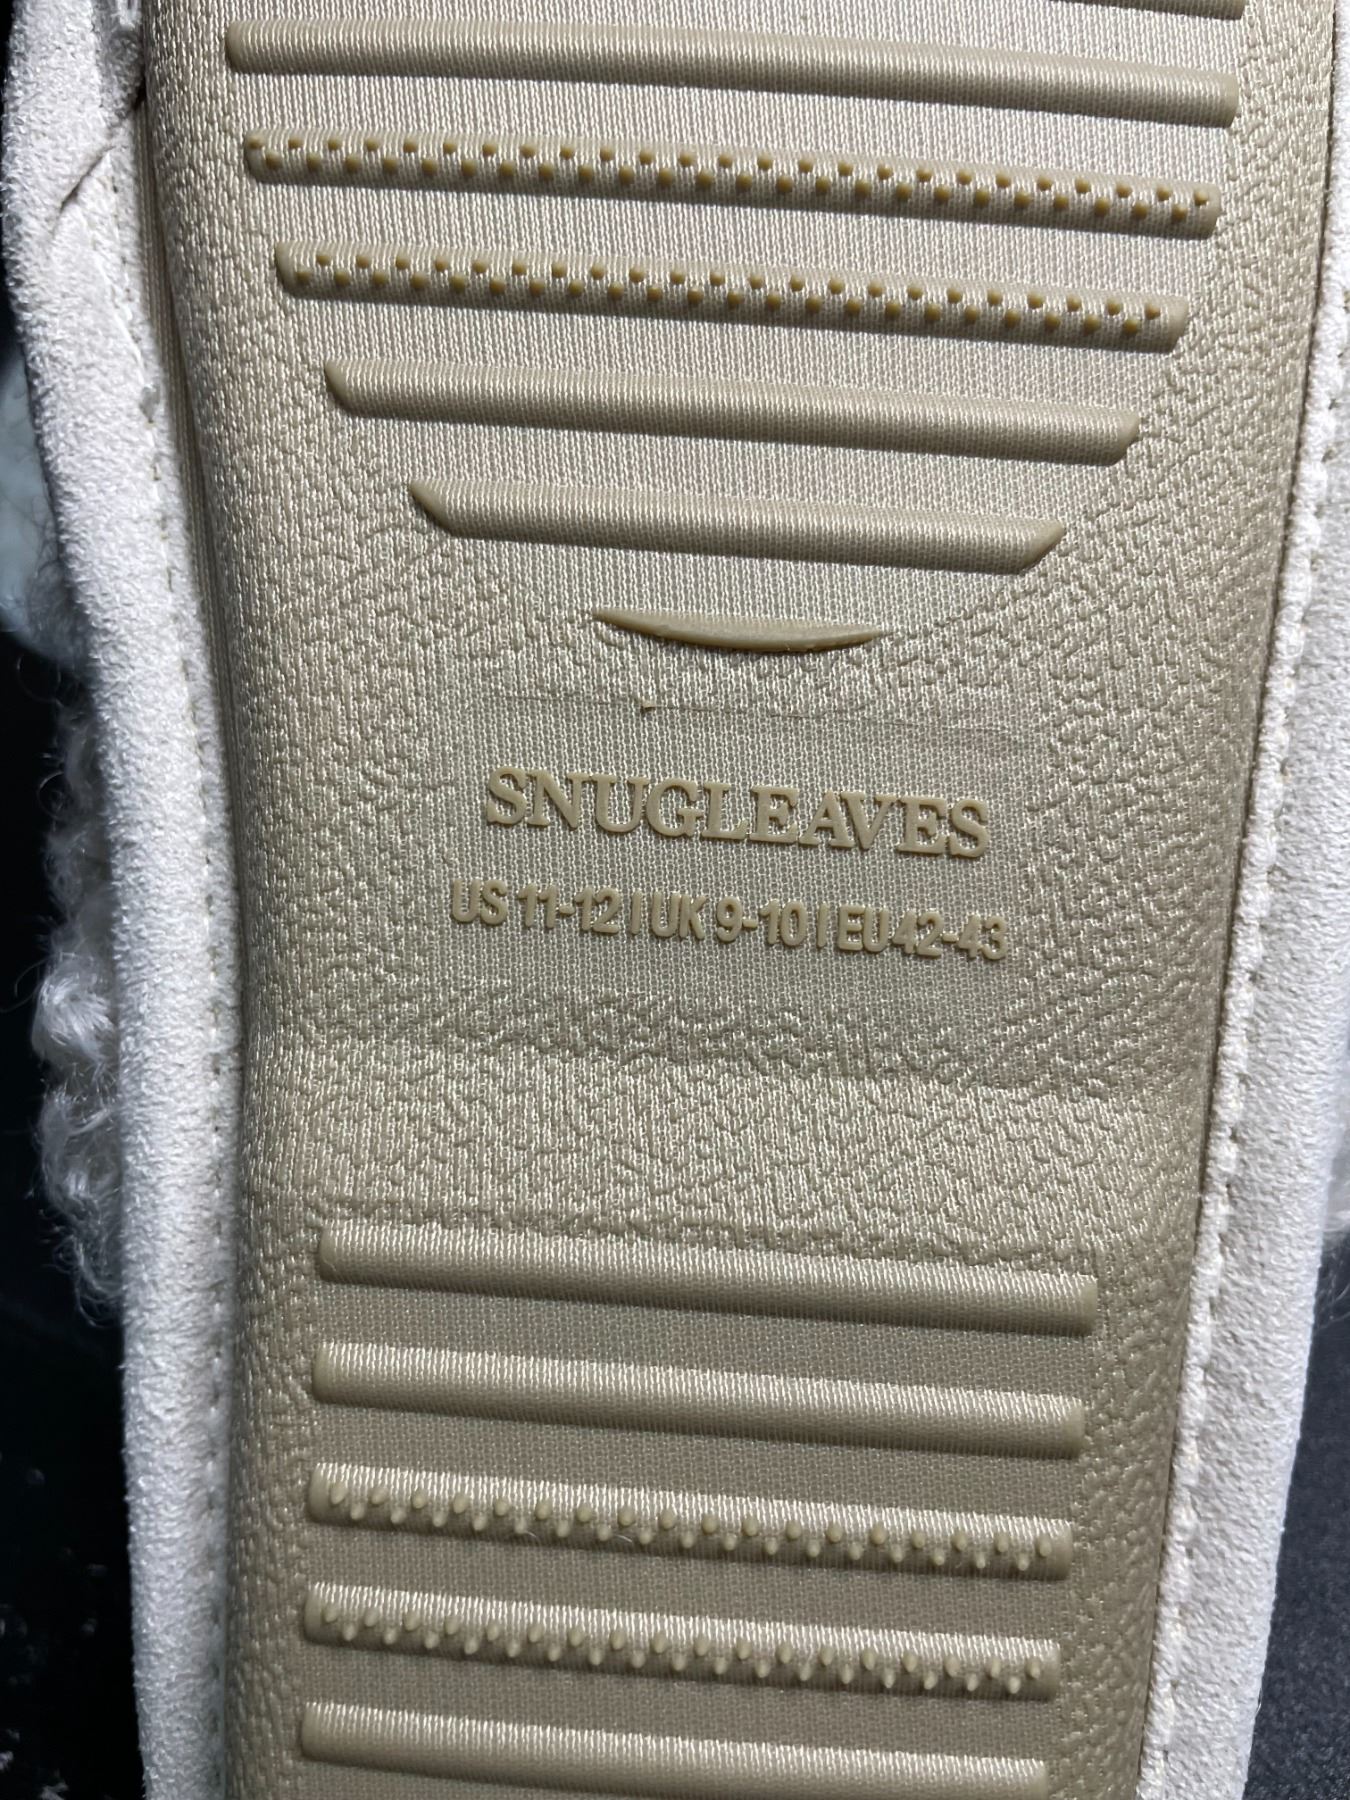 SNUGLEAVES
US 11-12 | UK 9-10 | EU 42-43